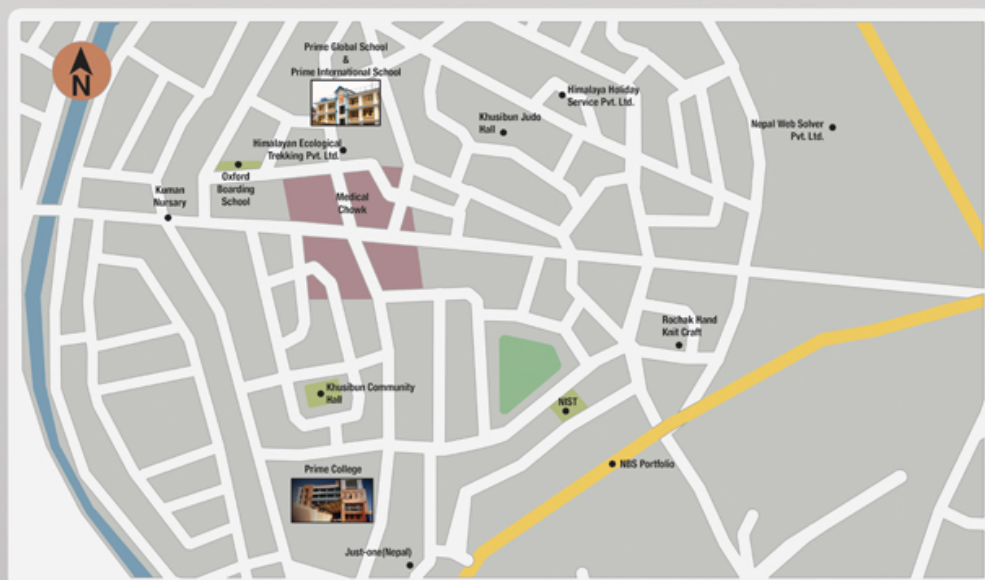 Prime Global School
&
Prime International School
Himalaya Holiday
Service Pvt. Ltd.
Khusibun Judo
Hall
Nepal Web Solver
Pvt. Ltd.
Himalayan Ecological
Trekking Pvt. Ltd.
Oxford
Boarding
School
Kuman
Nursary
Medical
Chowk
Rochak Hand
Knit Craft
Khusibun Community
Hall
NIST
Prime College
NBS Portfolio
Just-one(Nepal)
N